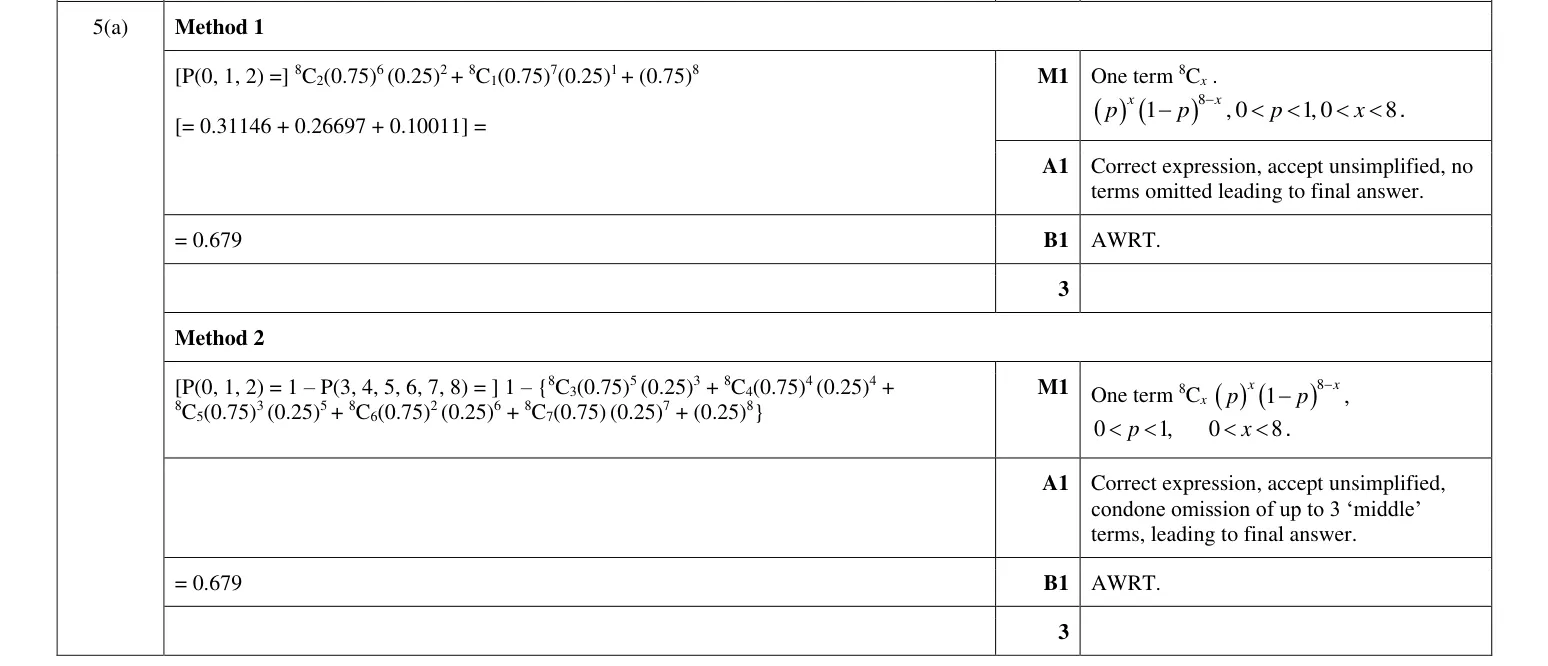 5(a) Method 1
[P(0, 1, 2) =] ⁸C₂(0.75)⁶ (0.25)² + ⁸C₁(0.75)⁷(0.25)¹ + (0.75)⁸ M1 One term ⁸Cₓ .
(p)ˣ(1 – p)⁸⁻ˣ , 0 < p < 1, 0 < x < 8 .
[= 0.31146 + 0.26697 + 0.10011] =
A1 Correct expression, accept unsimplified, no
terms omitted leading to final answer.
= 0.679 B1 AWRT.
3
Method 2
[P(0, 1, 2) = 1 – P(3, 4, 5, 6, 7, 8) = ] 1 – {⁸C₃(0.75)⁵ (0.25)³ + ⁸C₄(0.75)⁴ (0.25)⁴ +
⁸C₅(0.75)³ (0.25)⁵ + ⁸C₆(0.75)² (0.25)⁶ + ⁸C₇(0.75) (0.25)⁷ + (0.25)⁸}
M1 One term ⁸Cₓ (p)ˣ(1 – p)⁸⁻ˣ ,
0 < p < 1, 0 < x < 8 .
A1 Correct expression, accept unsimplified,
condone omission of up to 3 ‘middle’
terms, leading to final answer.
= 0.679 B1 AWRT.
3